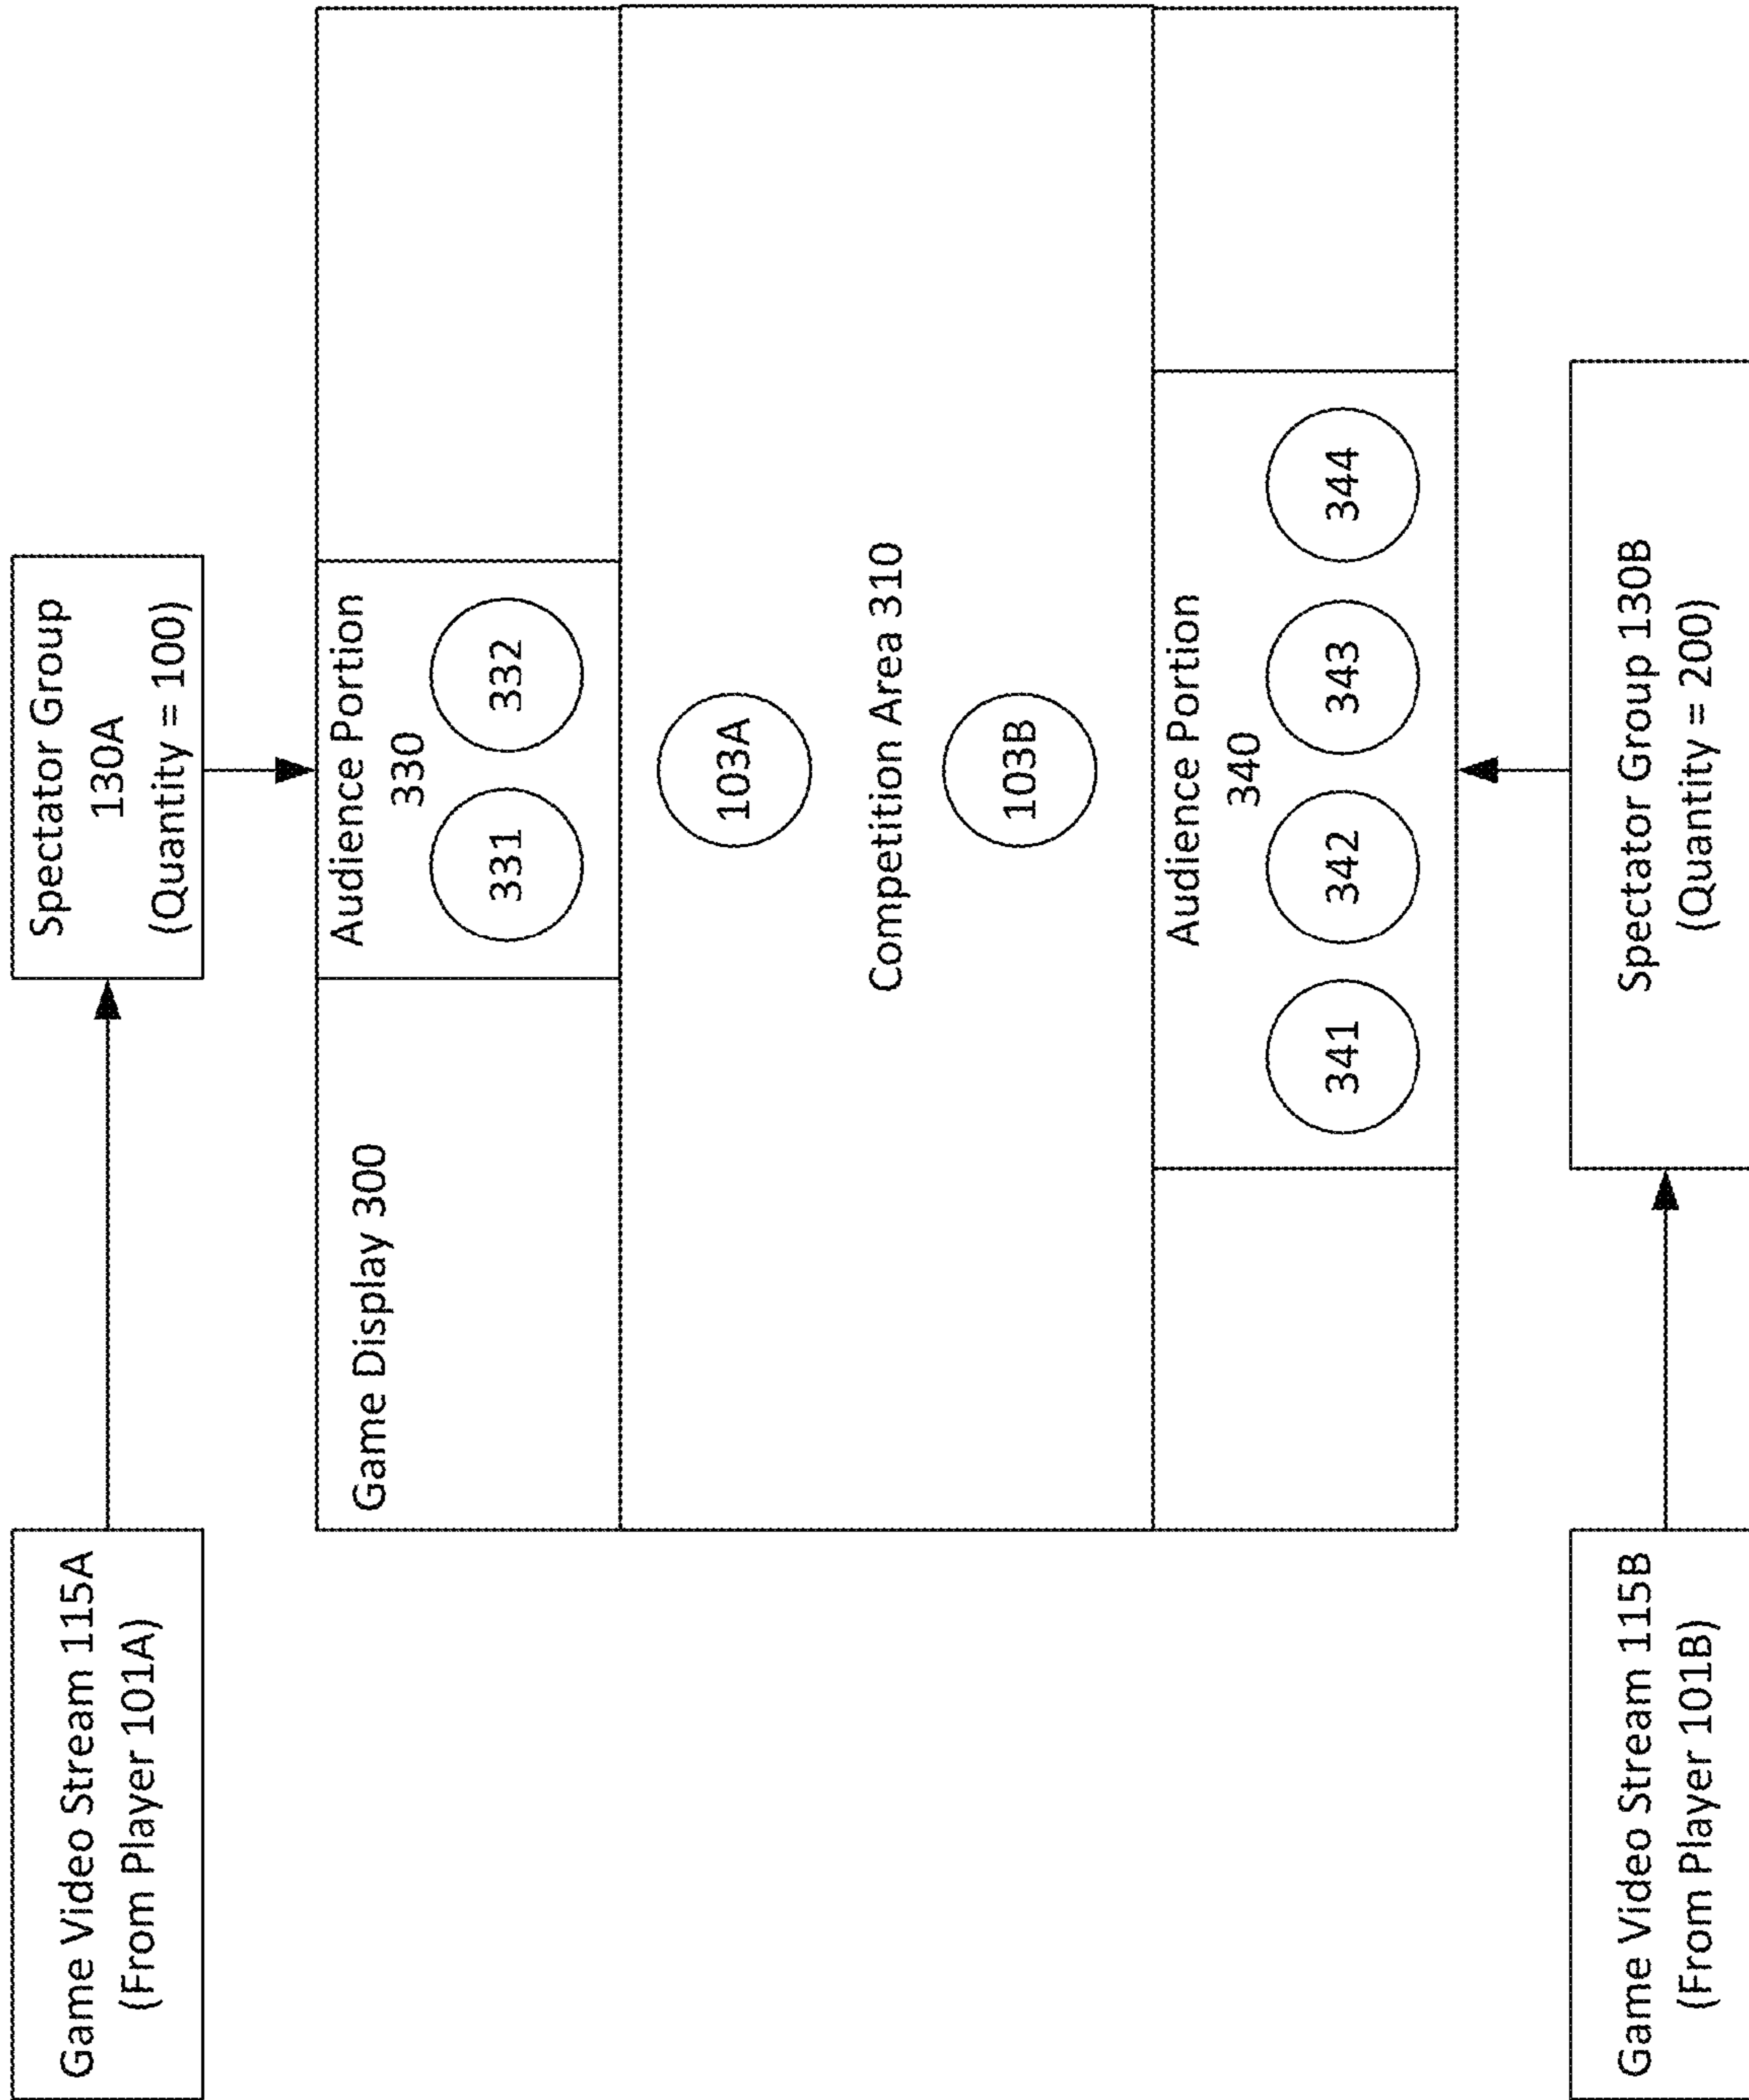 Game Video Stream 115A
(From Player 101A)
Spectator Group
130A
(Quantity = 100)
Game Display 300
Audience Portion
330
331
332
103A
Competition Area 310
103B
Audience Portion
340
341
342
343
344
Game Video Stream 115B
(From Player 101B)
Spectator Group 130B
(Quantity = 200)